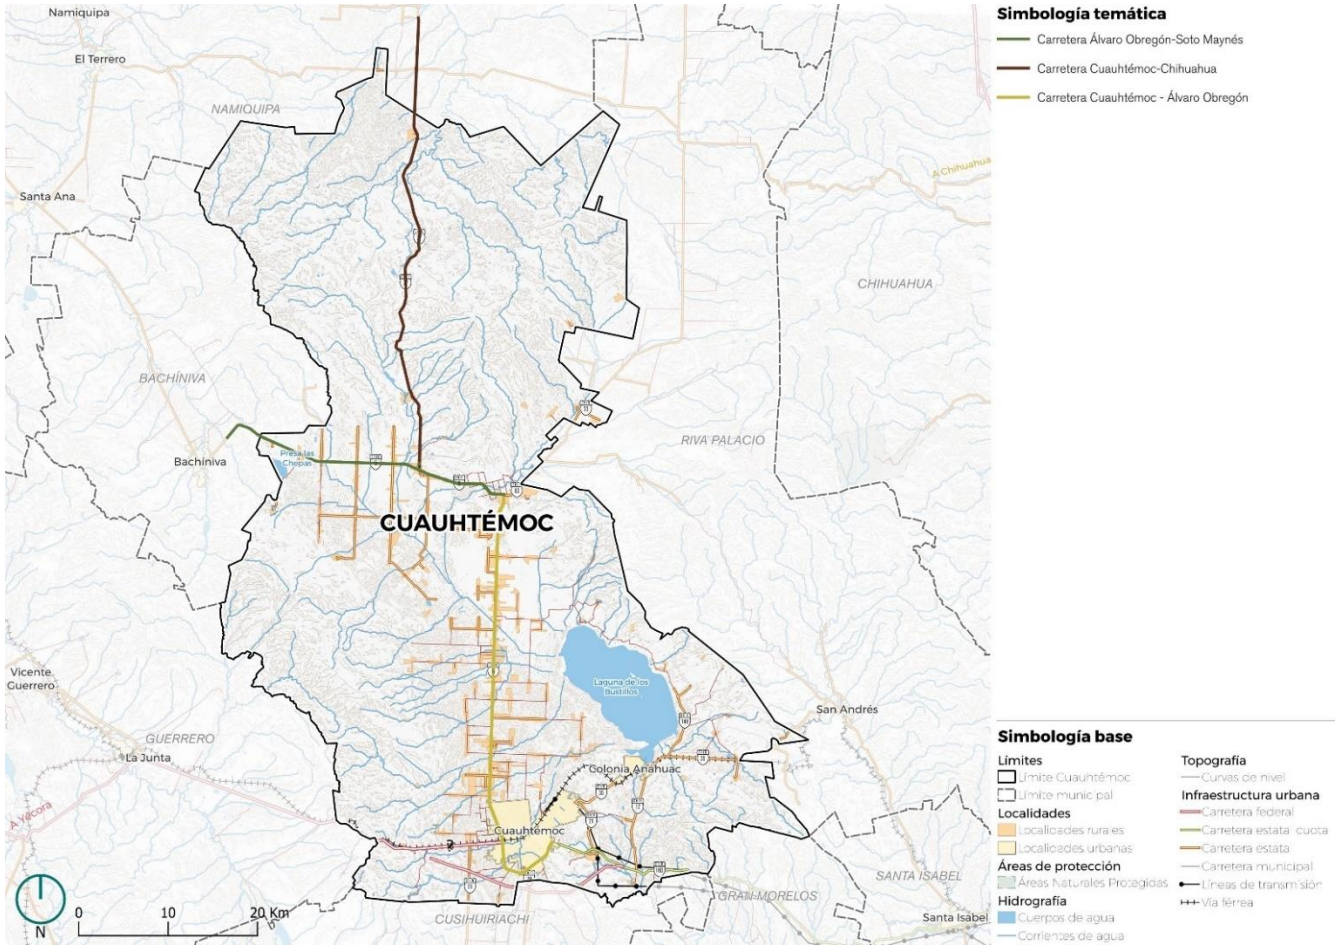 Namiquipa
El Terrero
NAMIQUIPA
Santa Ana
A Chihuahua
CHIHUAHUA
BACHÍNIVA
RIVA PALACIO
Bachíniva
Presa las
Chepas
CUAUHTÉMOC
Laguna de los
Bustillos
Vicente
Guerrero
San Andrés
GUERRERO
La Junta
Colonia Anáhuac
A Yécora
Cuauhtémoc
SANTA ISABEL
GRAN MORELOS
CUSIHUIRIACHI
Santa Isabel
N
0 10 20 Km
Simbología temática
Carretera Álvaro Obregón-Soto Maynés
Carretera Cuauhtémoc-Chihuahua
Carretera Cuauhtémoc - Álvaro Obregón
Simbología base
Límites
Límite Cuauhtémoc
Límite municipal
Localidades
Localidades rurales
Localidades urbanas
Áreas de protección
Áreas Naturales Protegidas
Hidrografía
Cuerpos de agua
Corrientes de agua
Topografía
Curvas de nivel
Infraestructura urbana
Carretera federal
Carretera estatal cuota
Carretera estatal
Carretera municipal
Líneas de transmisión
Vía férrea